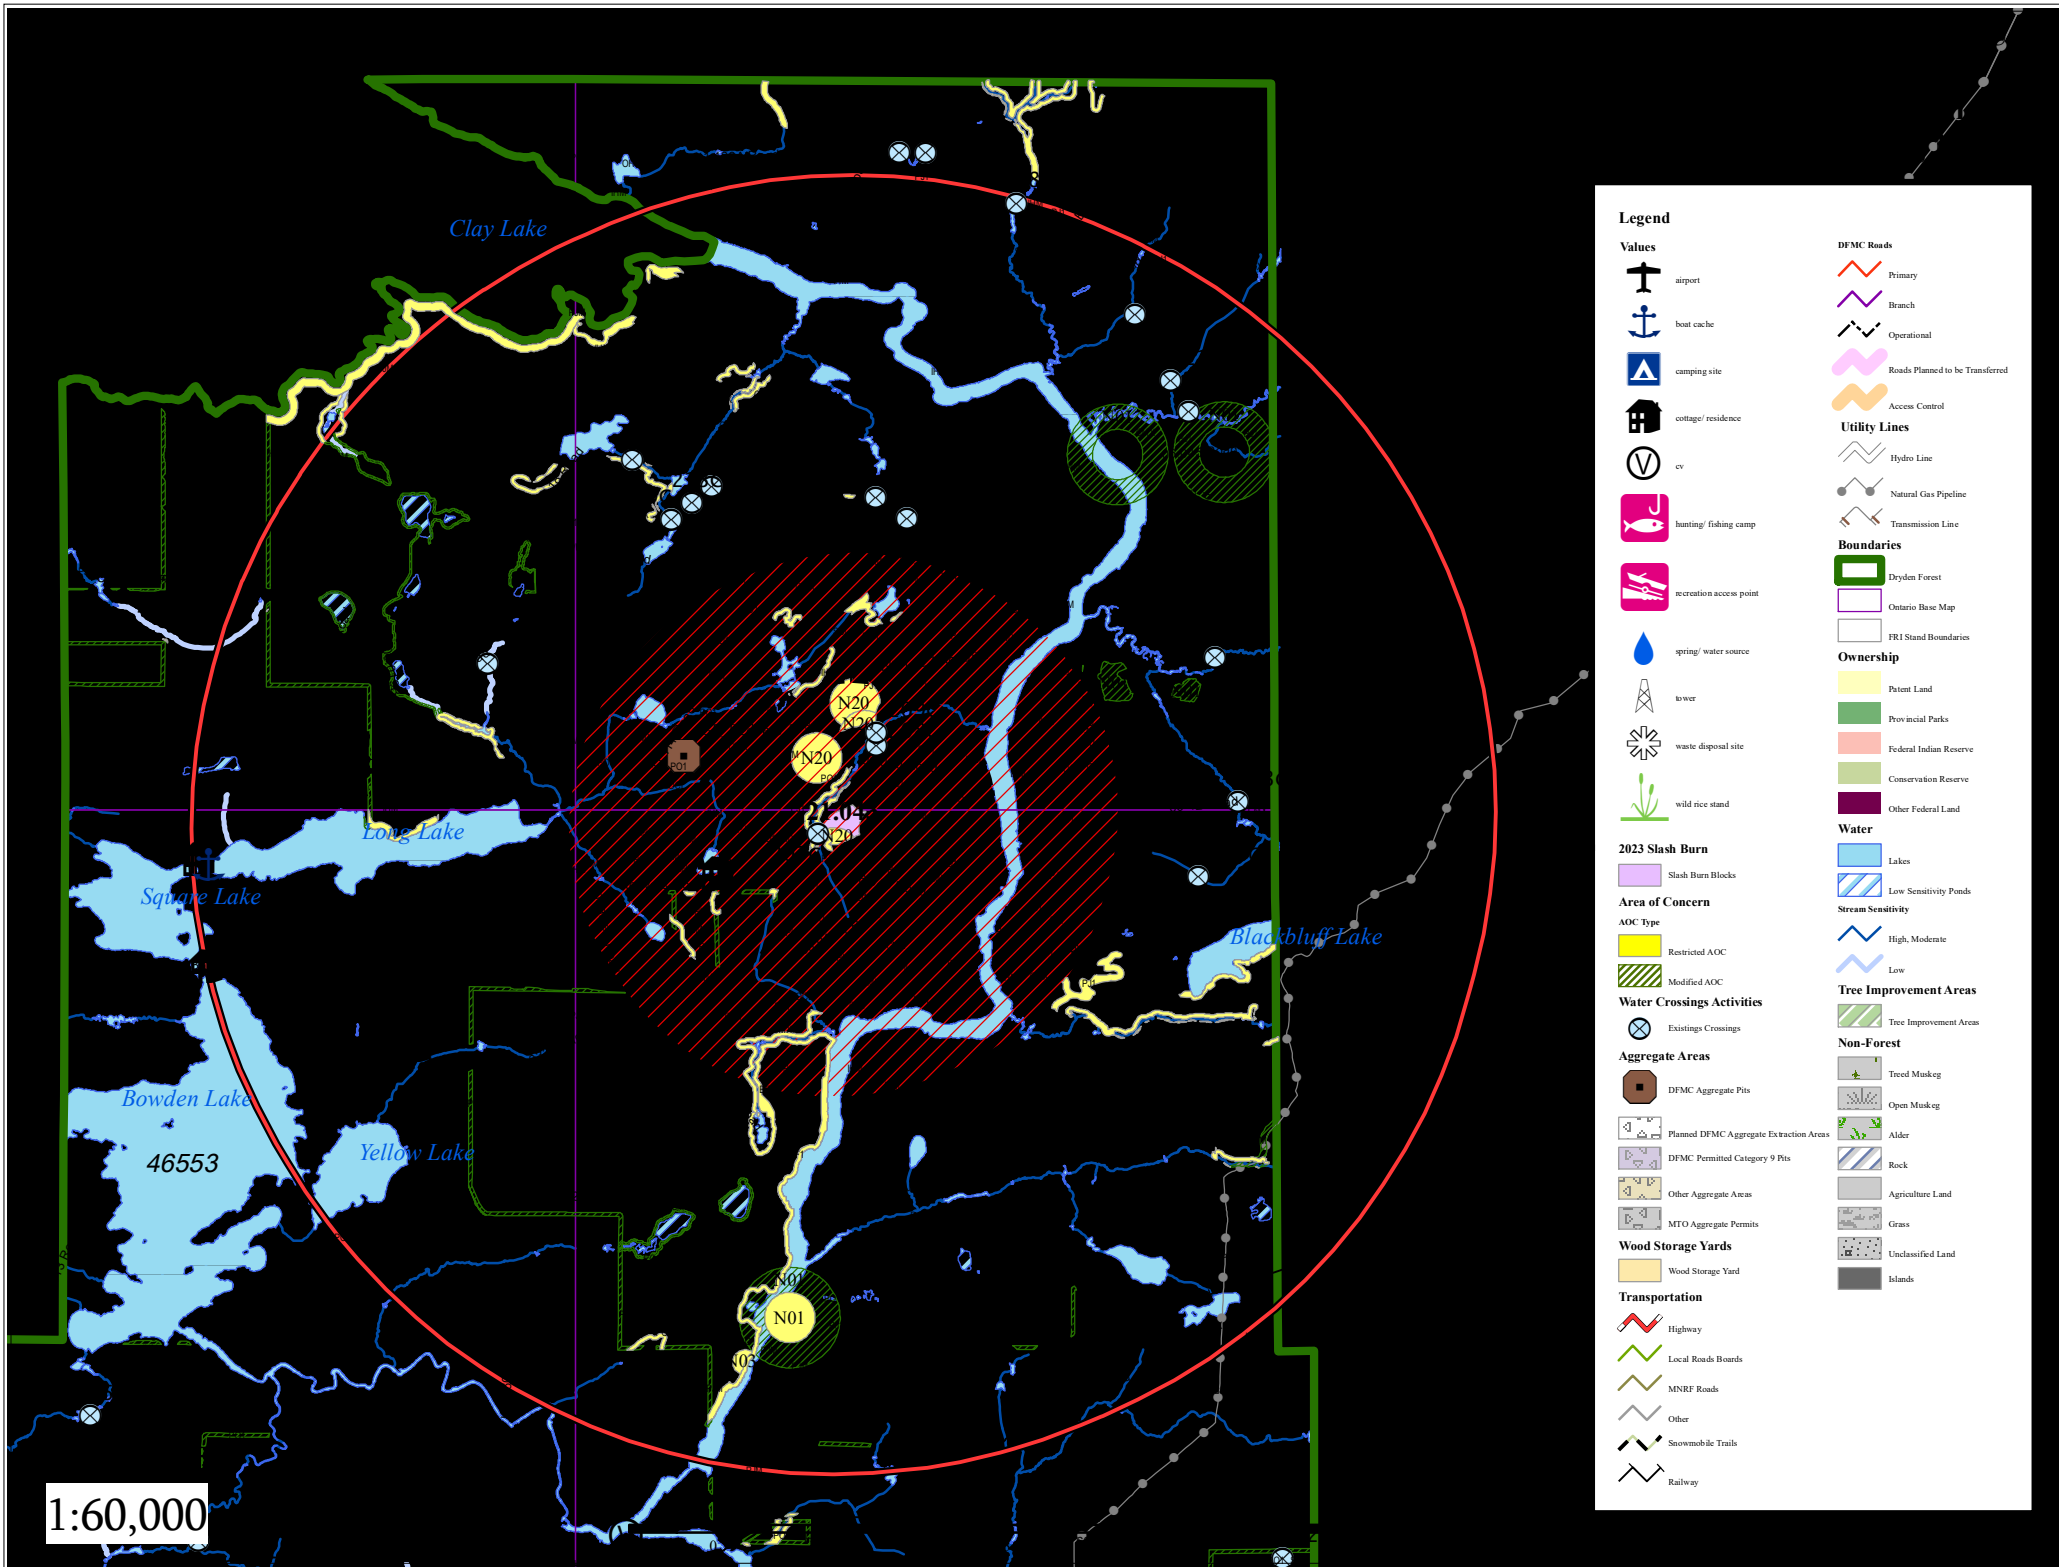 Clay Lake
Long Lake
Square Lake
Bowden Lake
46553
Yellow Lake
Blackbluff Lake
N20
N20
N20
N20
PO1
N01
N01
N03
1:60,000
Legend
Values
airport
boat cache
camping site
cottage/ residence
V
cv
hunting/ fishing camp
recreation access point
spring/ water source
tower
waste disposal site
wild rice stand
2023 Slash Burn
Slash Burn Blocks
Area of Concern
AOC Type
Restricted AOC
Modified AOC
Water Crossings Activities
Existings Crossings
Aggregate Areas
DFMC Aggregate Pits
Planned DFMC Aggregate Extraction Areas
DFMC Permitted Category 9 Pits
Other Aggregate Areas
MTO Aggregate Permits
Wood Storage Yards
Wood Storage Yard
Transportation
Highway
Local Roads Boards
MNRF Roads
Other
Snowmobile Trails
Railway
DFMC Roads
Primary
Branch
Operational
Roads Planned to be Transferred
Access Control
Utility Lines
Hydro Line
Natural Gas Pipeline
Transmission Line
Boundaries
Dryden Forest
Ontario Base Map
FRI Stand Boundaries
Ownership
Patent Land
Provincial Parks
Federal Indian Reserve
Conservation Reserve
Other Federal Land
Water
Lakes
Low Sensitivity Ponds
Stream Sensitivity
High, Moderate
Low
Tree Improvement Areas
Tree Improvement Areas
Non-Forest
Treed Muskeg
Open Muskeg
Alder
Rock
Agriculture Land
Grass
Unclassified Land
Islands